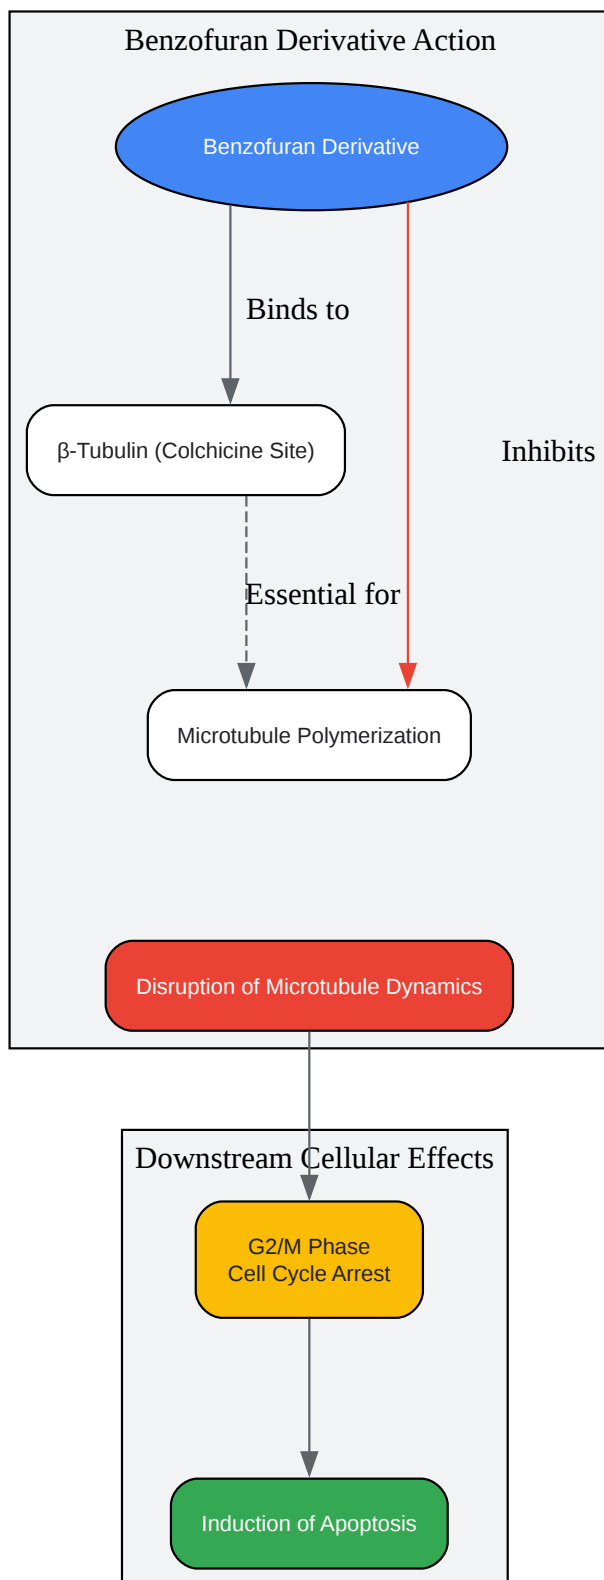 Benzofuran Derivative Action
Benzofuran Derivative
Binds to
β-Tubulin (Colchicine Site)
Inhibits
Essential for
Microtubule Polymerization
Disruption of Microtubule Dynamics
Downstream Cellular Effects
G2/M Phase
Cell Cycle Arrest
Induction of Apoptosis